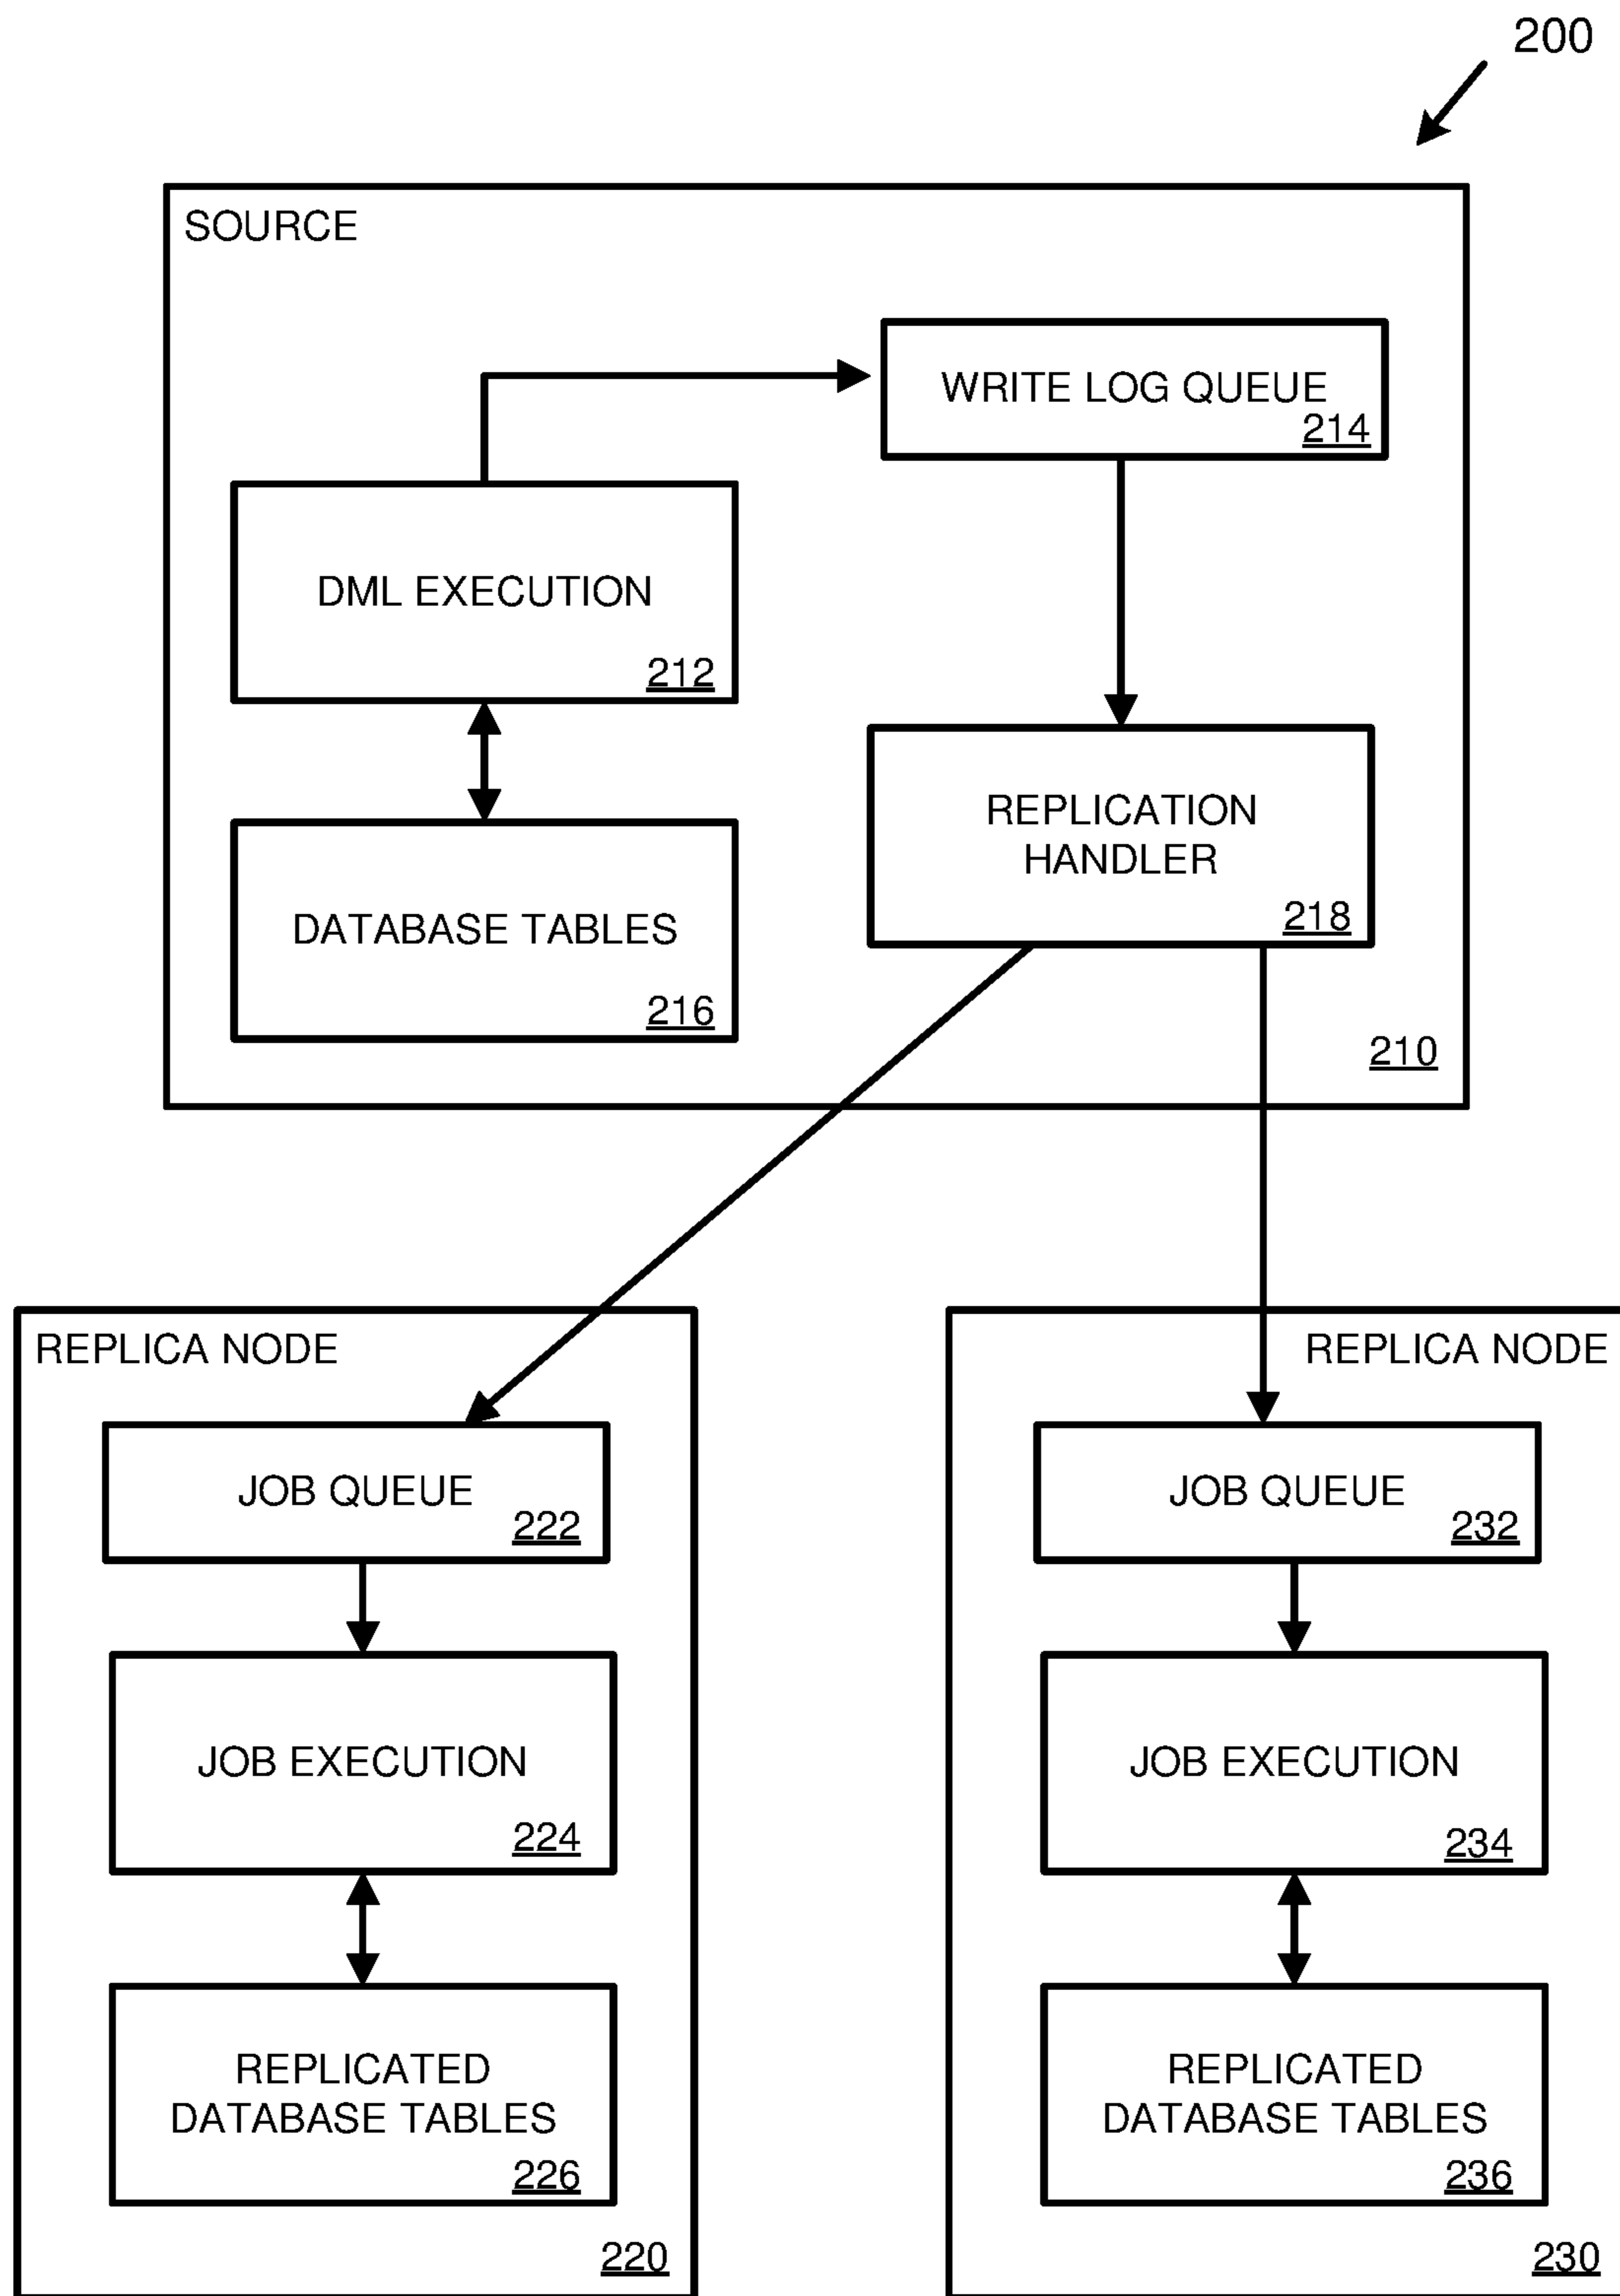 200
SOURCE
WRITE LOG QUEUE
214
DML EXECUTION
212
REPLICATION
HANDLER
218
DATABASE TABLES
216
210
REPLICA NODE
JOB QUEUE
222
JOB EXECUTION
224
REPLICATED
DATABASE TABLES
226
220
REPLICA NODE
JOB QUEUE
232
JOB EXECUTION
234
REPLICATED
DATABASE TABLES
236
230